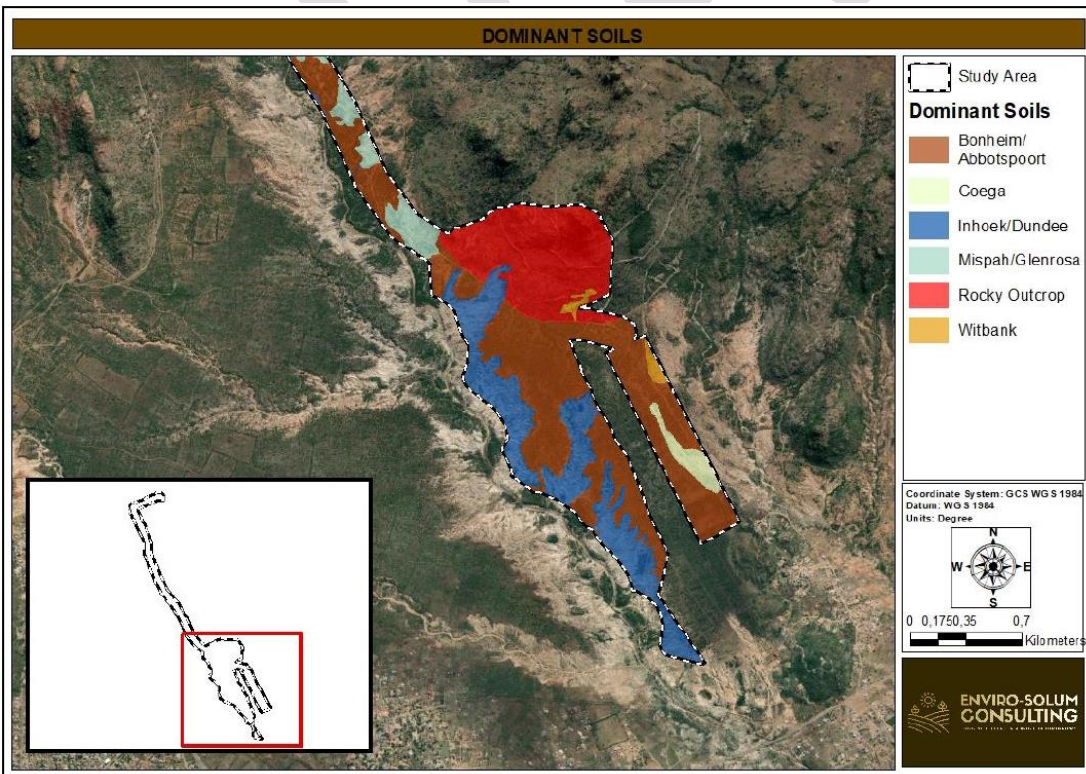 DOMINANT SOILS
Study Area
Dominant Soils
Bonheim/
Abbotspoort
Coega
Inhoek/Dundee
Mispah/Glenrosa
Rocky Outcrop
Witbank
Coordinate System: GCS WGS 1984
Datum: WGS 1984
Units: Degree
N
W E
S
0 0,1750,35 0,7
Kilometers
ENVIRO-SOLUM
CONSULTING